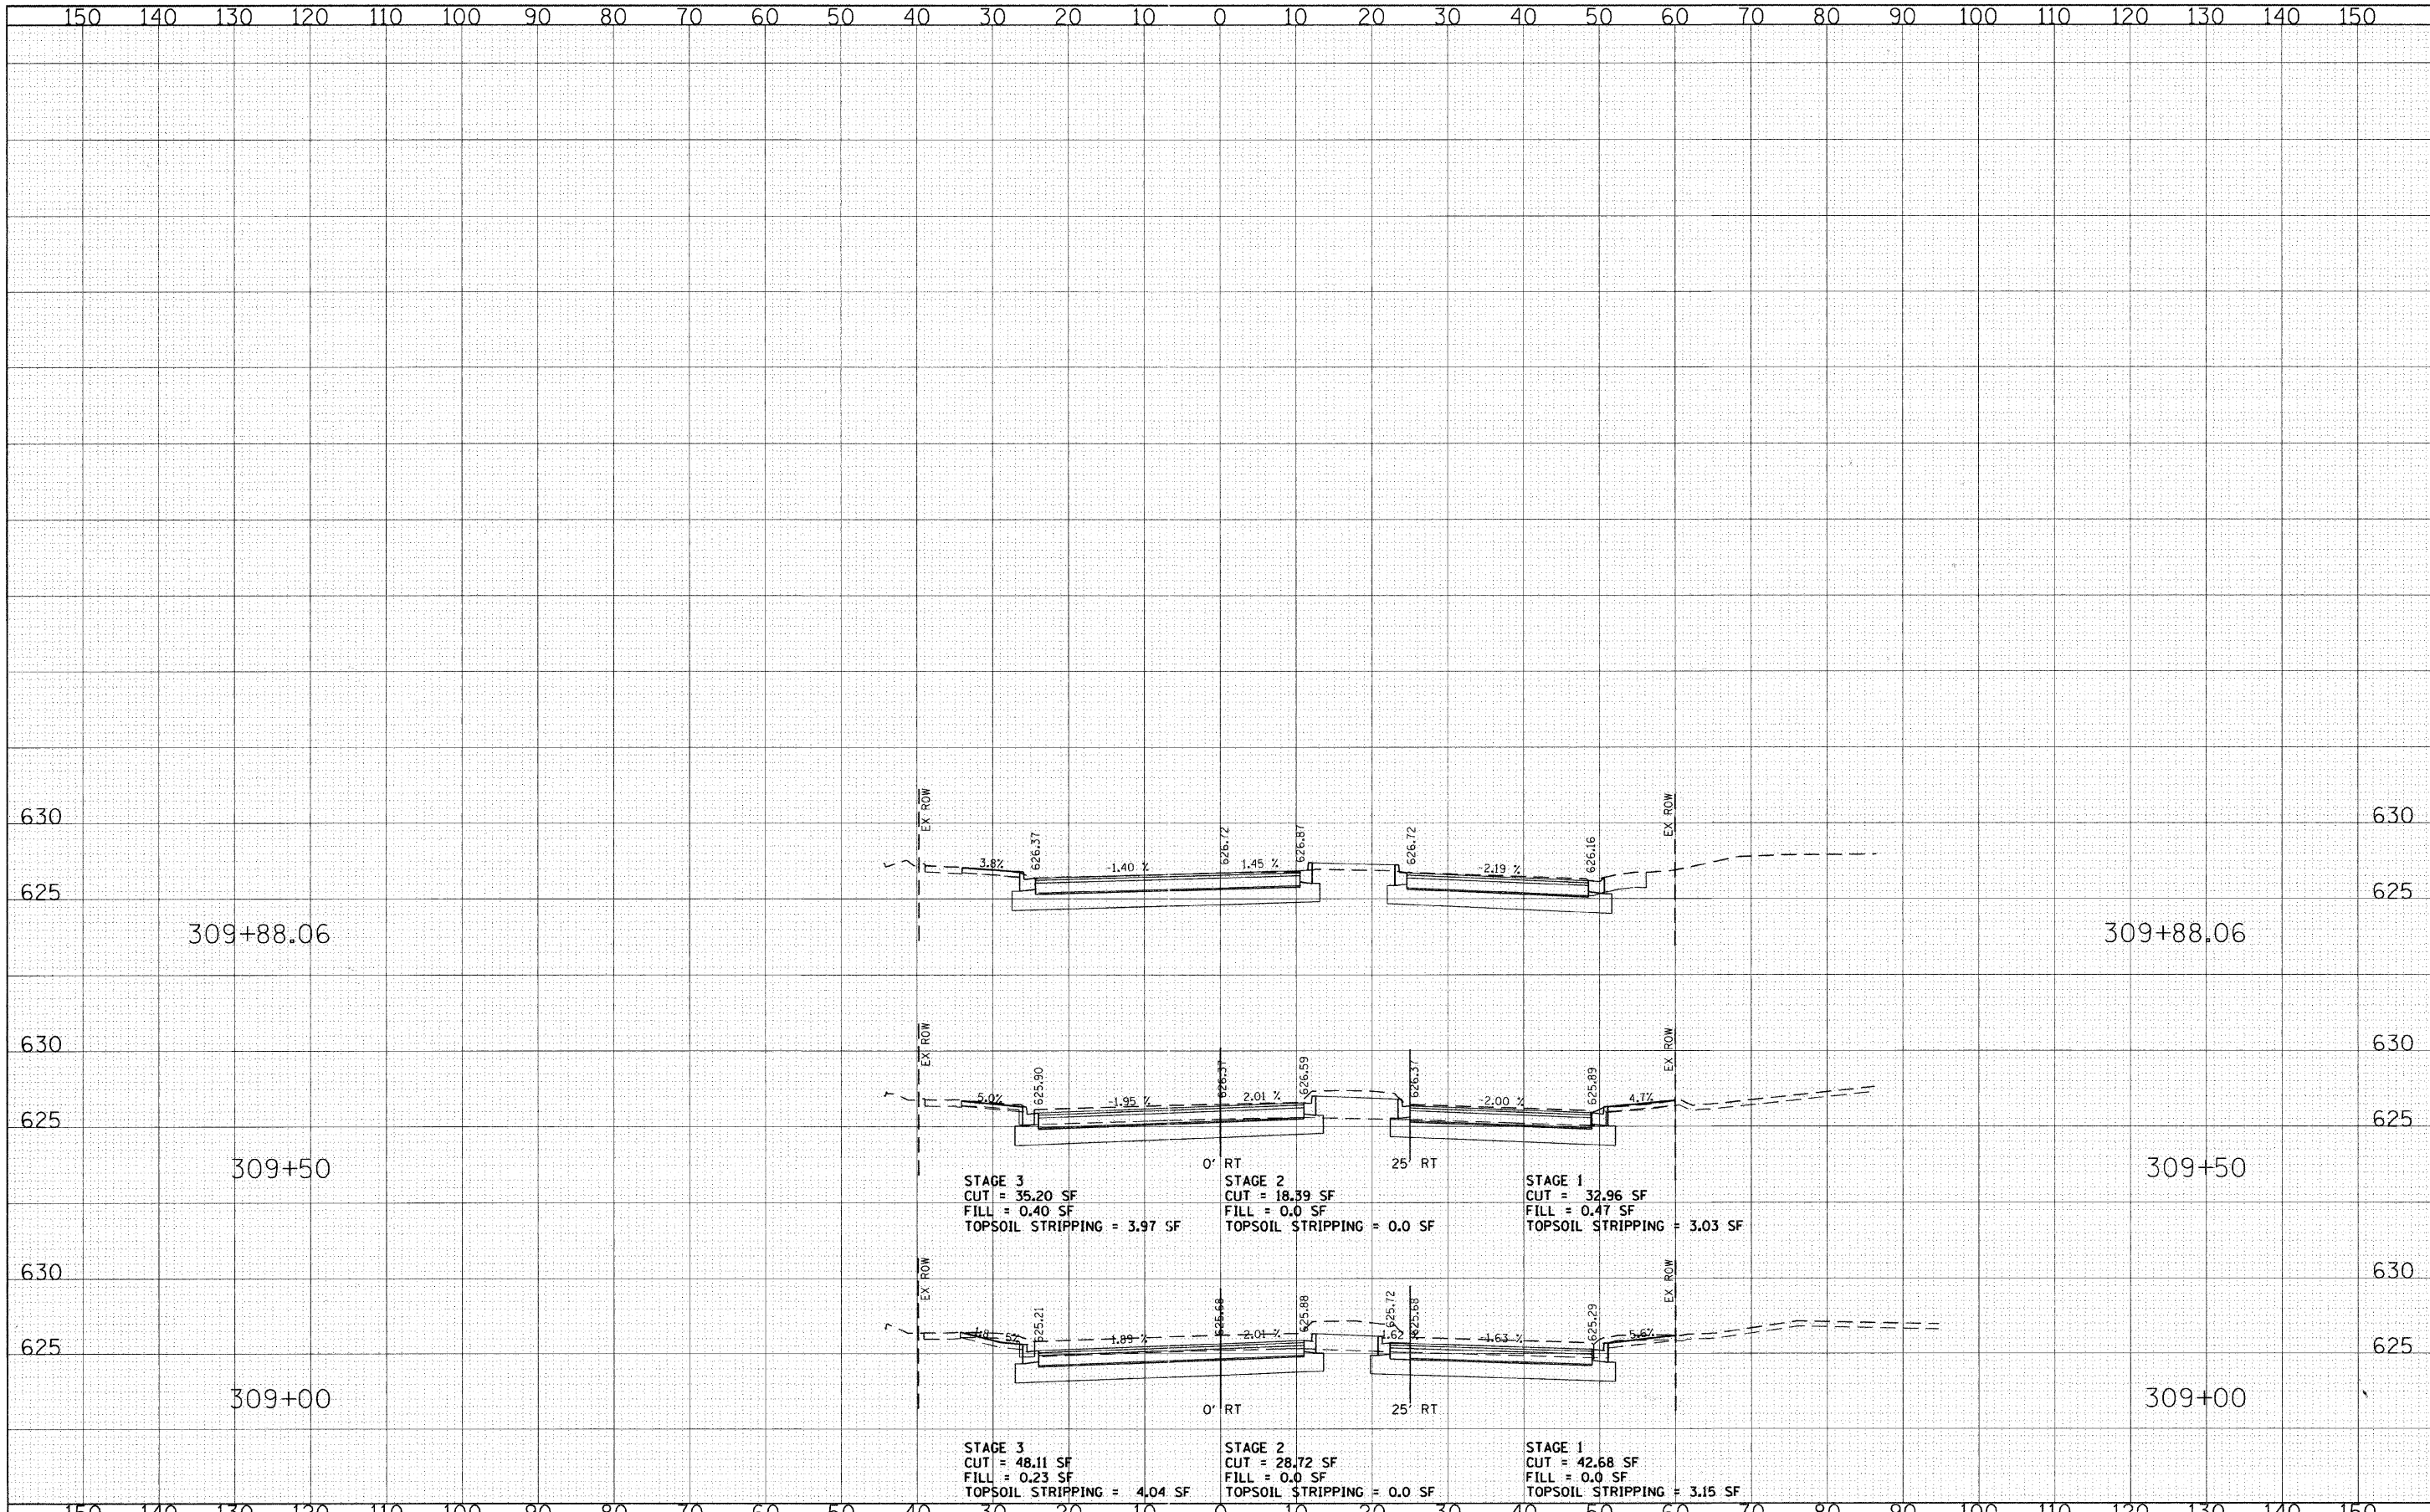 150 140 130 120 110 100 90 80 70 60 50 40 30 20 10 0 10 20 30 40 50 60 70 80 90 100 110 120 130 140 150
EX ROW
EX ROW
630 630
626.37 626.72 626.87 626.72 626.16
3.8% -1.40 % 1.45 % -2.19 %
625 625
309+88.06 309+88.06
EX ROW
EX ROW
630 630
625.90 626.37 626.59 626.37 625.89
5.0% -1.95 % 2.01 % -2.00 % 4.7%
625 625
309+50 309+50
0' RT 25' RT
STAGE 3
CUT = 35.20 SF
FILL = 0.40 SF
TOPSOIL STRIPPING = 3.97 SF
STAGE 2
CUT = 18.39 SF
FILL = 0.0 SF
TOPSOIL STRIPPING = 0.0 SF
STAGE 1
CUT = 32.96 SF
FILL = 0.47 SF
TOPSOIL STRIPPING = 3.03 SF
EX ROW
EX ROW
630 630
625.21 625.68 625.88 625.72 625.68 625.29
1.89 % 2.01 % 1.62 % -1.63 % 5.6%
625 625
309+00 309+00
0' RT 25' RT
STAGE 3
CUT = 48.11 SF
FILL = 0.23 SF
TOPSOIL STRIPPING = 4.04 SF
STAGE 2
CUT = 28.72 SF
FILL = 0.0 SF
TOPSOIL STRIPPING = 0.0 SF
STAGE 1
CUT = 42.68 SF
FILL = 0.0 SF
TOPSOIL STRIPPING = 3.15 SF
150 140 130 120 110 100 90 80 70 60 50 40 30 20 10 0 10 20 30 40 50 60 70 80 90 100 110 120 130 140 150